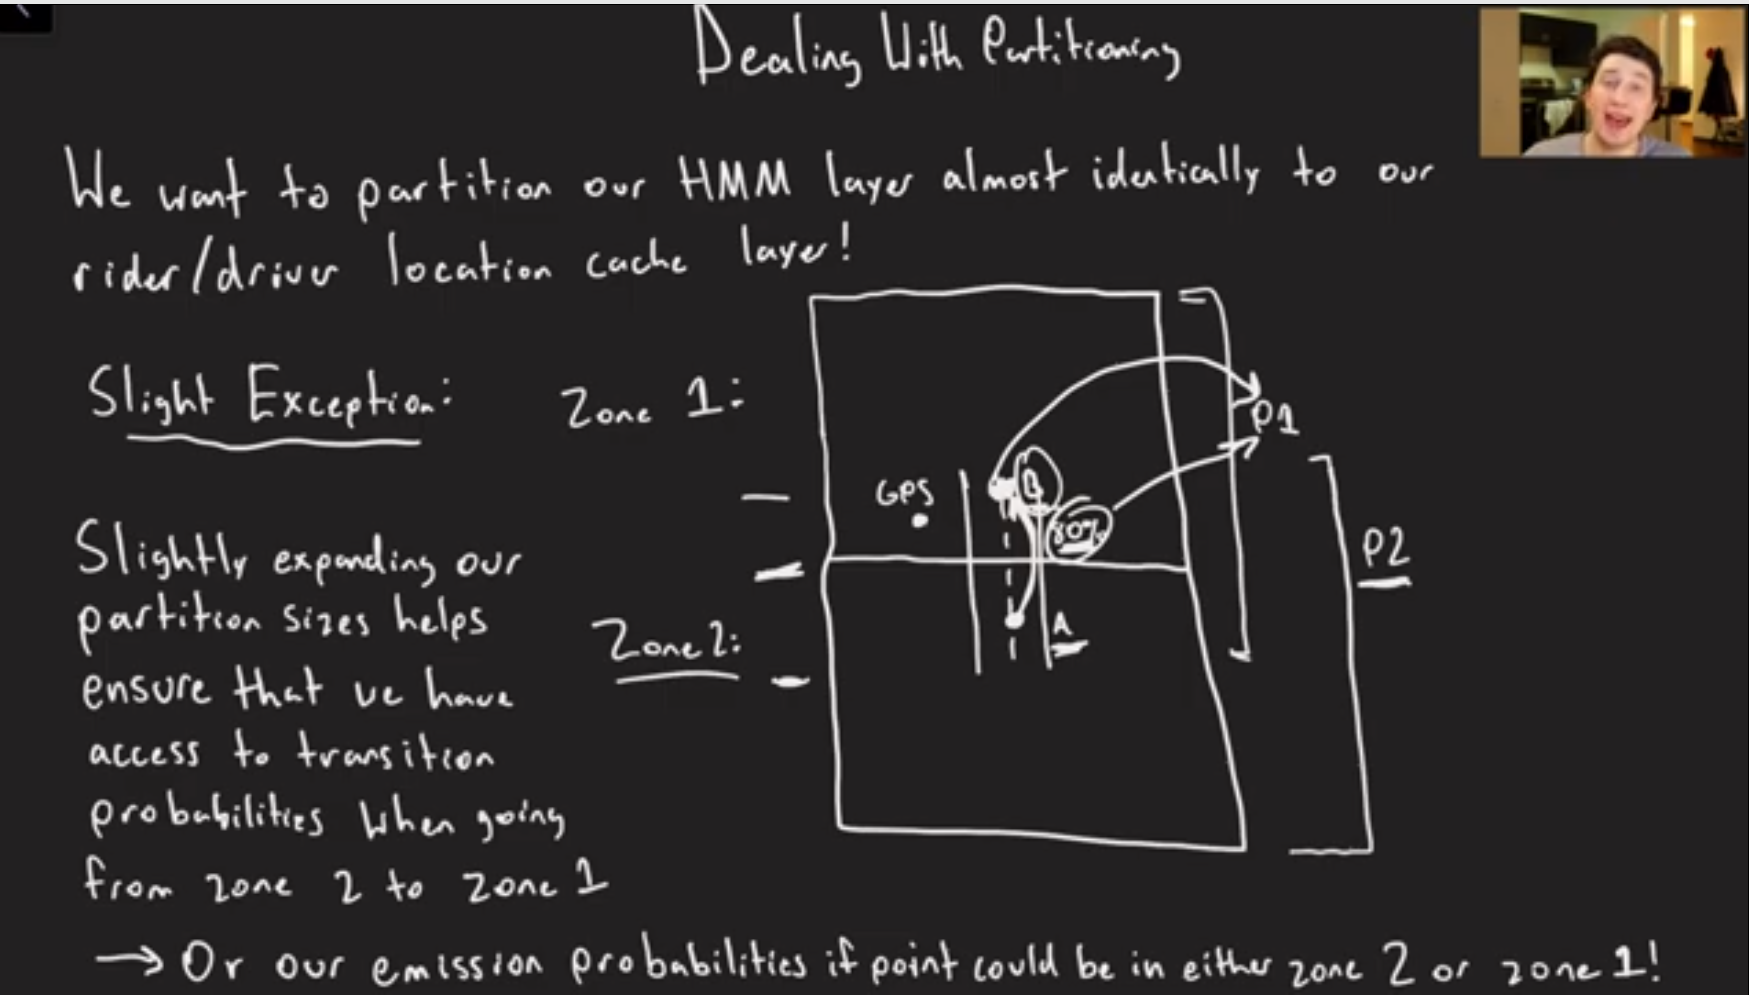 Dealing With Partitioning
We want to partition our HMM layer almost identically to our
rider/driver location cache layer!
Slight Exception:
Zone 1:
P1
GPS
B
80%
P2
Slightly expanding our
partition sizes helps
ensure that we have
access to transition
probabilities when going
from zone 2 to zone 1
Zone 2:
A
→ Or our emission probabilities if point could be in either zone 2 or zone 1!